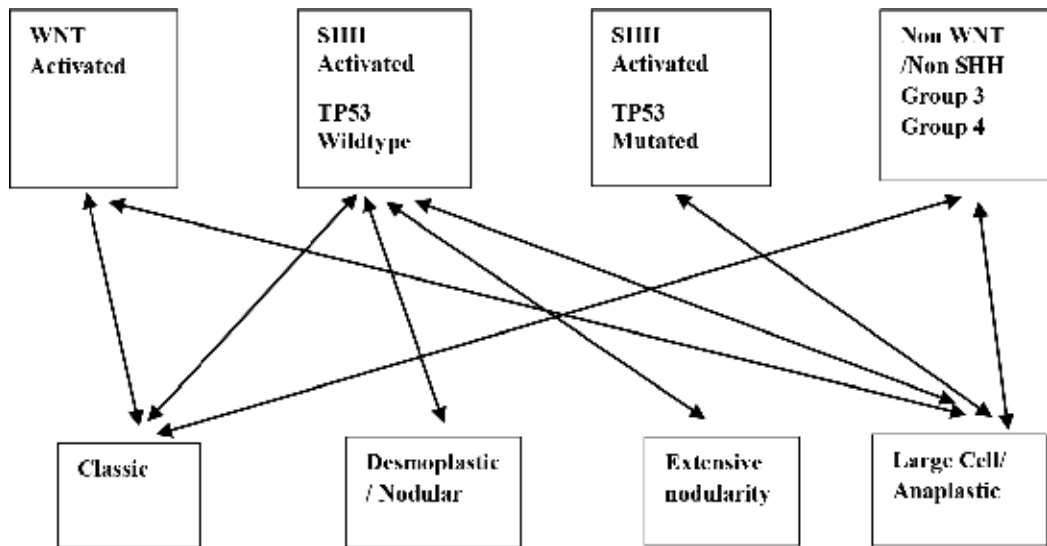 WNT
Activated
SHH
Activated
TP53
Wildtype
SHH
Activated
TP53
Mutated
Non WNT
/Non SHH
Group 3
Group 4
Classic
Desmoplastic
/ Nodular
Extensive
nodularity
Large Cell/
Anaplastic